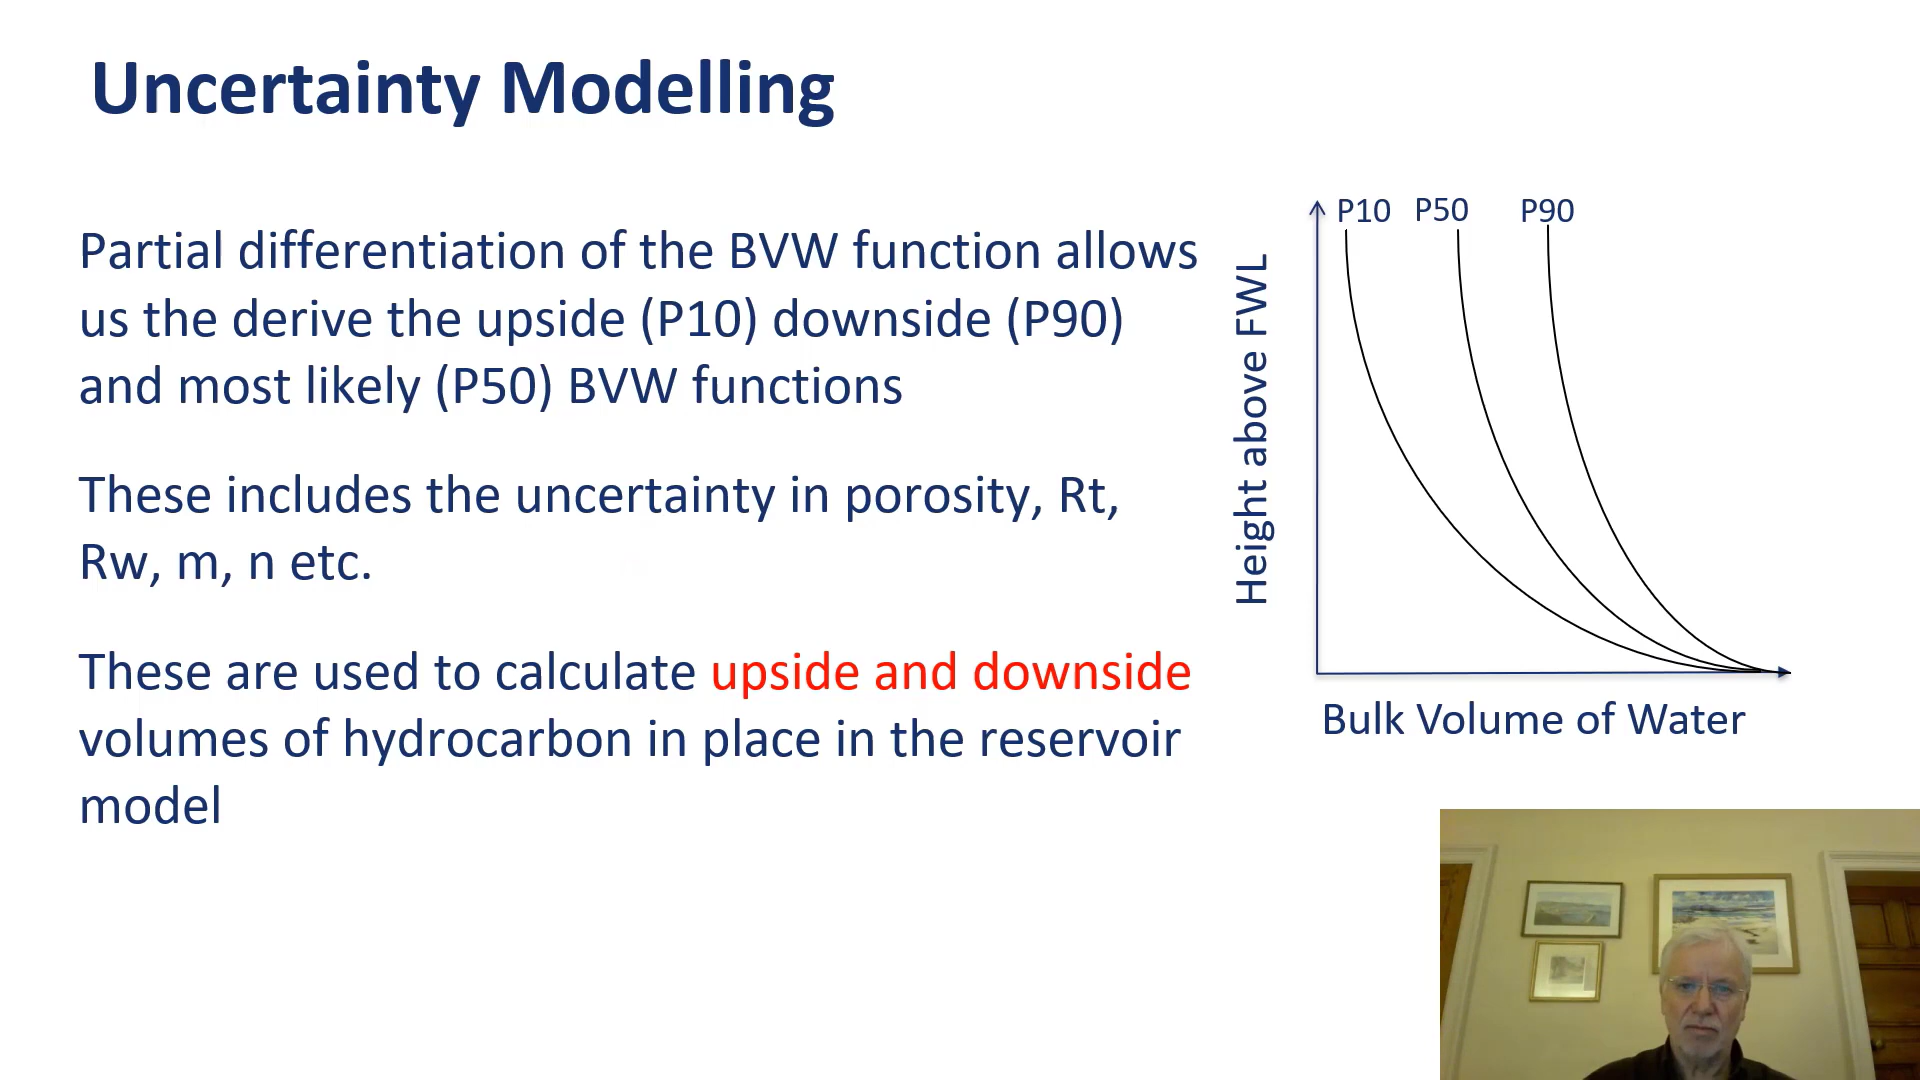 Uncertainty Modelling
Partial differentiation of the BVW function allows
us the derive the upside (P10) downside (P90)
and most likely (P50) BVW functions
These includes the uncertainty in porosity, Rt,
Rw, m, n etc.
These are used to calculate upside and downside
volumes of hydrocarbon in place in the reservoir
model
P10 P50 P90
Height above FWL
Bulk Volume of Water